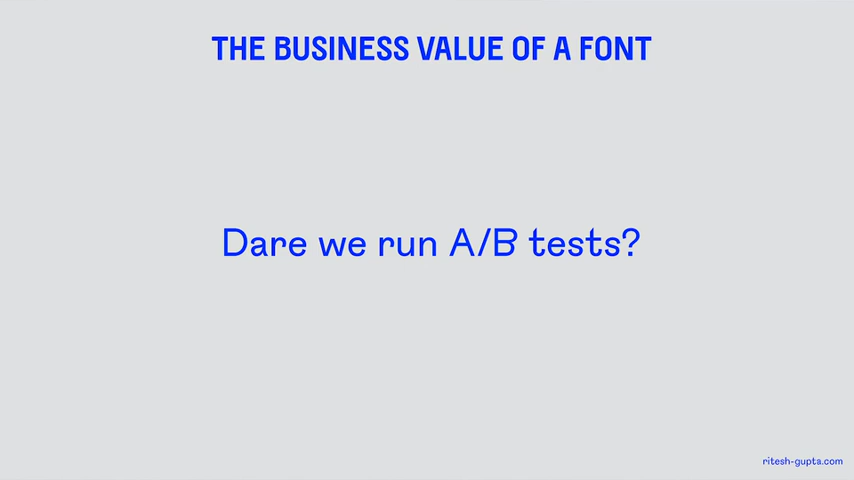 THE BUSINESS VALUE OF A FONT
Dare we run A/B tests?
ritesh-gupta.com